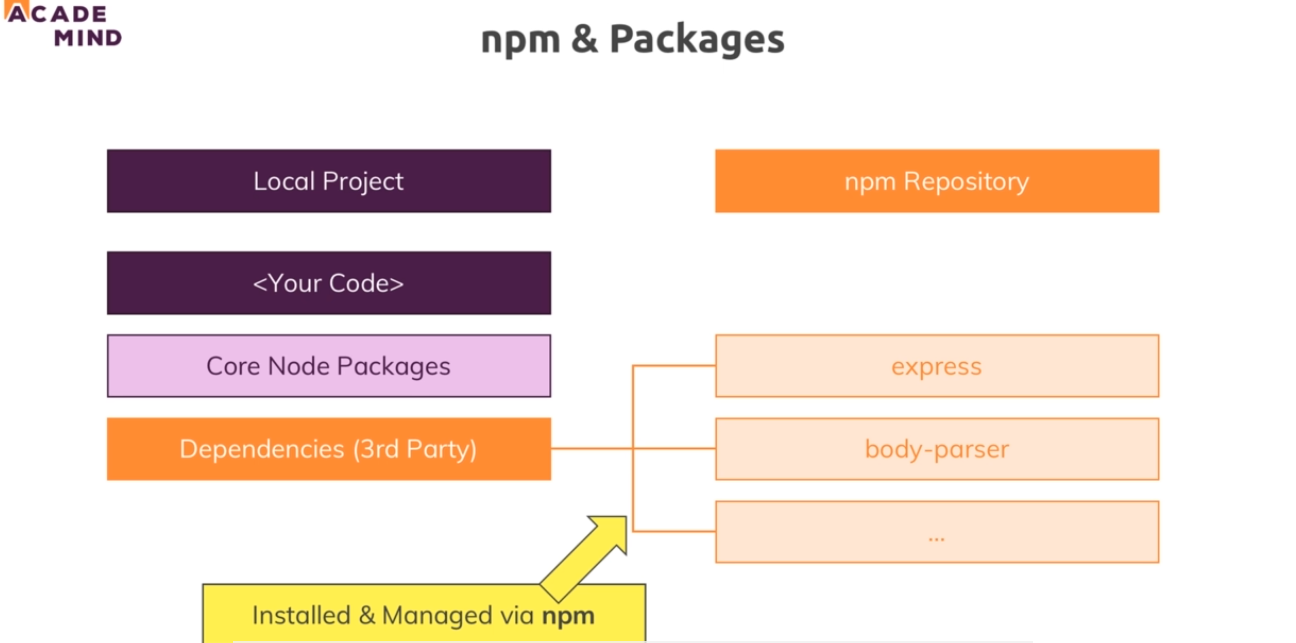 ACADE
MIND
npm & Packages
Local Project
npm Repository
<Your Code>
Core Node Packages
express
Dependencies (3rd Party)
body-parser
...
Installed & Managed via npm